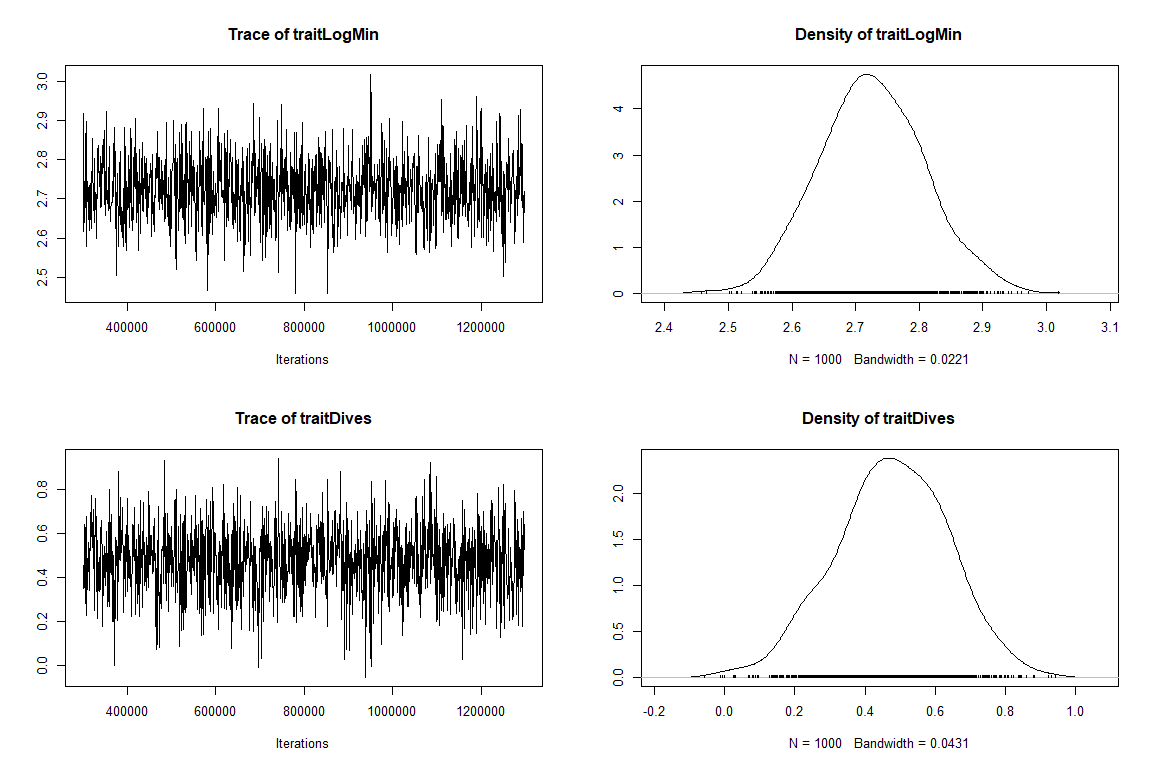 Trace of traitLogMin
3.0
2.9
2.8
2.7
2.6
2.5
400000 600000 800000 1000000 1200000
Iterations
Density of traitLogMin
4
3
2
1
0
2.4 2.5 2.6 2.7 2.8 2.9 3.0 3.1
N = 1000 Bandwidth = 0.0221
Trace of traitDives
0.8
0.6
0.4
0.2
0.0
400000 600000 800000 1000000 1200000
Iterations
Density of traitDives
2.0
1.5
1.0
0.5
0.0
-0.2 0.0 0.2 0.4 0.6 0.8 1.0
N = 1000 Bandwidth = 0.0431